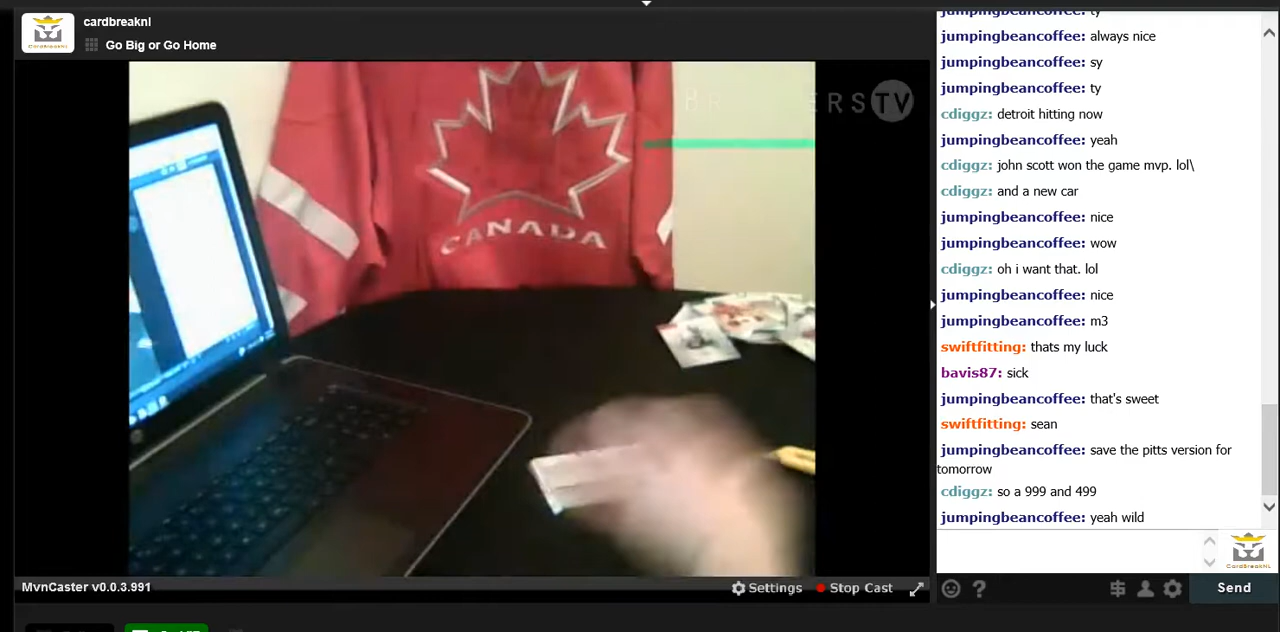 cardbreaknl
Go Big or Go Home
CardBreakNL
B R ERS TV
CANADA
MvnCaster v0.0.3.991
Settings
Stop Cast
jumpingbeancoffee: ty
jumpingbeancoffee: always nice
jumpingbeancoffee: sy
jumpingbeancoffee: ty
cdiggz: detroit hitting now
jumpingbeancoffee: yeah
cdiggz: john scott won the game mvp. lol\
cdiggz: and a new car
jumpingbeancoffee: nice
jumpingbeancoffee: wow
cdiggz: oh i want that. lol
jumpingbeancoffee: nice
jumpingbeancoffee: m3
swiftfitting: thats my luck
bavis87: sick
jumpingbeancoffee: that's sweet
swiftfitting: sean
jumpingbeancoffee: save the pitts version for
tomorrow
cdiggz: so a 999 and 499
jumpingbeancoffee: yeah wild
CardBreakNL
?
Send